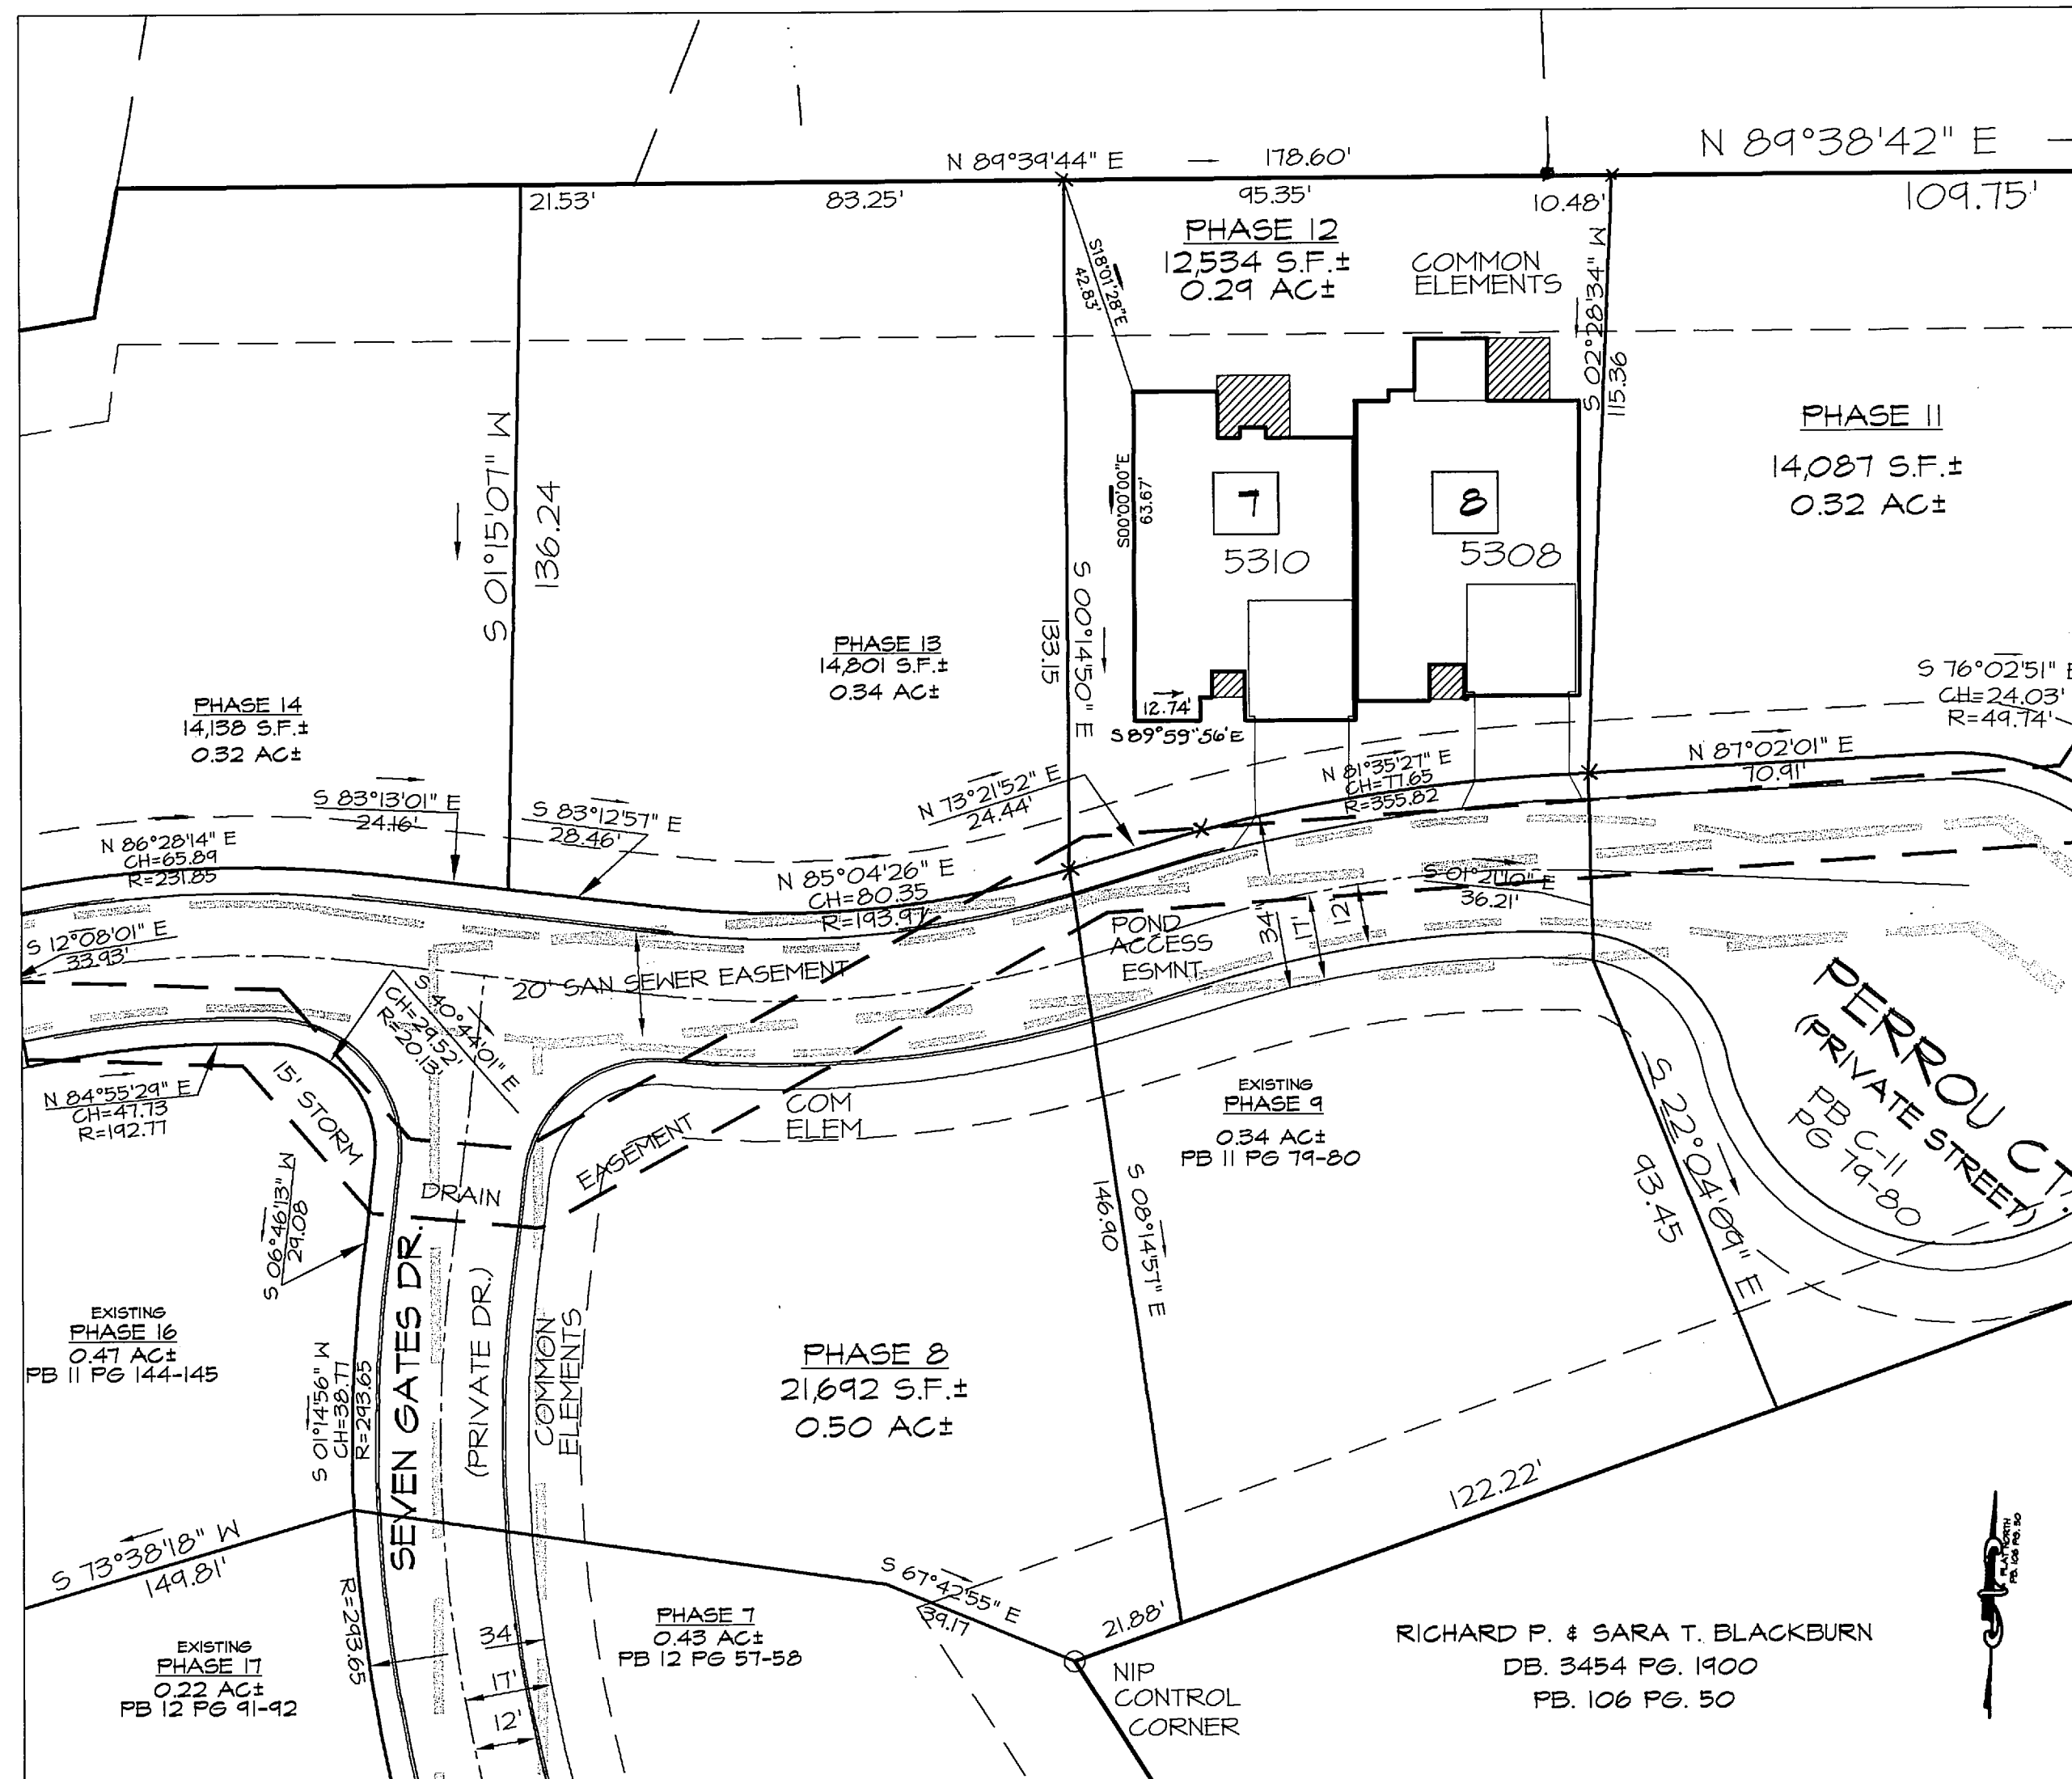 N 89°38'42" E
109.75'
N 89°39'44" E — 178.60'
21.53'
83.25'
95.35'
10.48'
PHASE 12
12,534 S.F.±
0.29 AC±
COMMON
ELEMENTS
S18°01'28"E
42.83'
S 02°28'34" W
115.36
PHASE 11
14,087 S.F.±
0.32 AC±
S 01°15'07" W
136.24
S00°00'00"E
63.67'
7
5310
8
5308
S 00°14'50" E
133.15
PHASE 13
14,801 S.F.±
0.34 AC±
PHASE 14
14,138 S.F.±
0.32 AC±
12.74'
S89°59'56"E
S 76°02'51" E
CH=24.03'
R=49.74'
N 87°02'01" E
70.91'
N 81°35'27" E
CH=77.65
R=355.82
N 73°21'52" E
24.44'
S 83°13'01" E
24.16'
S 83°12'57" E
28.46'
N 86°28'14" E
CH=65.89
R=231.85
N 85°04'26" E
CH=80.35
R=193.97
S 01°21'10" E
36.21'
POND
ACCESS
ESMNT
34'
17'
12'
S 12°08'01" E
33.93'
20' SAN SEWER EASEMENT
S 40°44'01" E
CH=29.52'
R=20.13'
N 84°55'29" E
CH=47.73
R=192.77
15' STORM
DRAIN
EASEMENT
COM
ELEM
EXISTING
PHASE 9
0.34 AC±
PB 11 PG 79-80
PERROU CT.
(PRIVATE STREET)
PB C-11
PG 79-80
S 22°04'09" E
93.45
S 08°14'57" E
146.90
S 06°46'13" W
29.08
EXISTING
PHASE 16
0.47 AC±
PB 11 PG 144-145
S 01°14'56" W
CH=38.77
R=293.65
SEVEN GATES DR.
(PRIVATE DR.)
COMMON
ELEMENTS
PHASE 8
21,692 S.F.±
0.50 AC±
122.22'
S 73°38'18" W
149.81'
R=293.65
S 67°42'55" E
39.17
21.88'
NIP
CONTROL
CORNER
EXISTING
PHASE 17
0.22 AC±
PB 12 PG 91-92
34'
17'
12'
PHASE 7
0.43 AC±
PB 12 PG 57-58
RICHARD P. & SARA T. BLACKBURN
DB. 3454 PG. 1900
PB. 106 PG. 50
PLAT NORTH
PB. 106 PG. 50